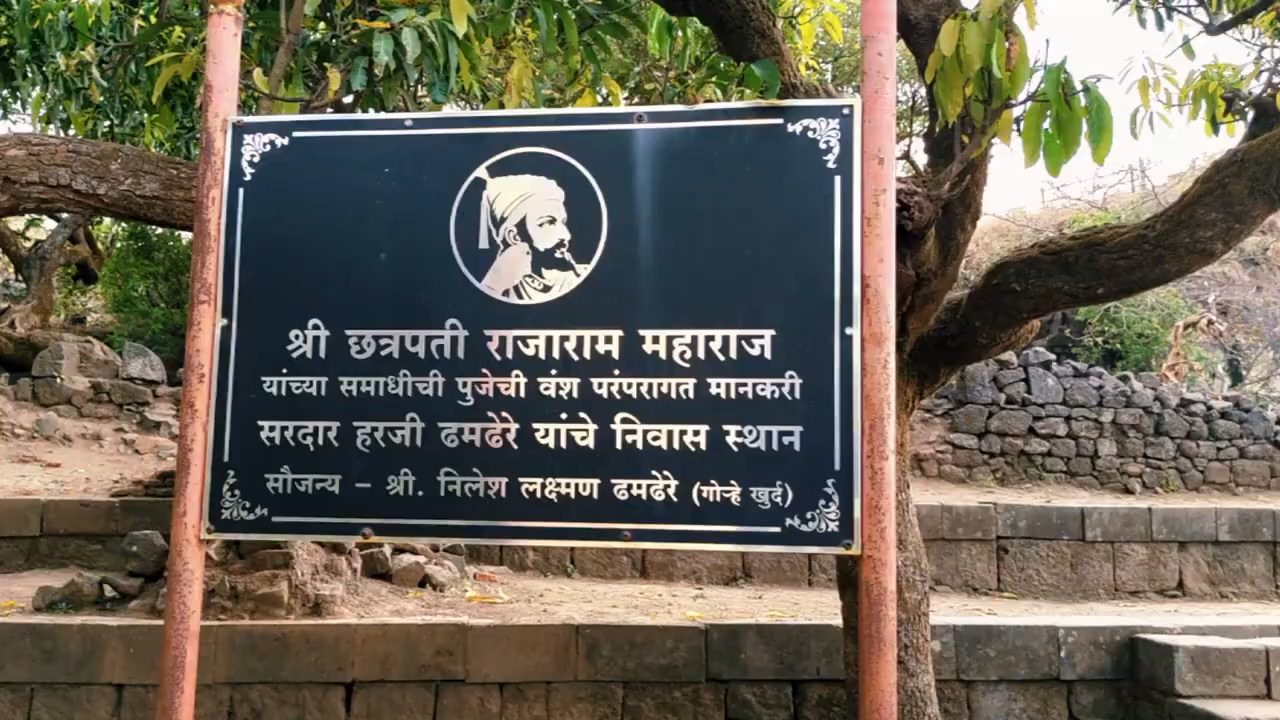 श्री छत्रपती राजाराम महाराज
यांच्या समाधीची पुजेची वंश परंपरागत मानकरी
सरदार हरजी ढमढेरे यांचे निवास स्थान
सौजन्य - श्री. निलेश लक्ष्मण ढमढेरे (गोऱ्हे खुर्द)